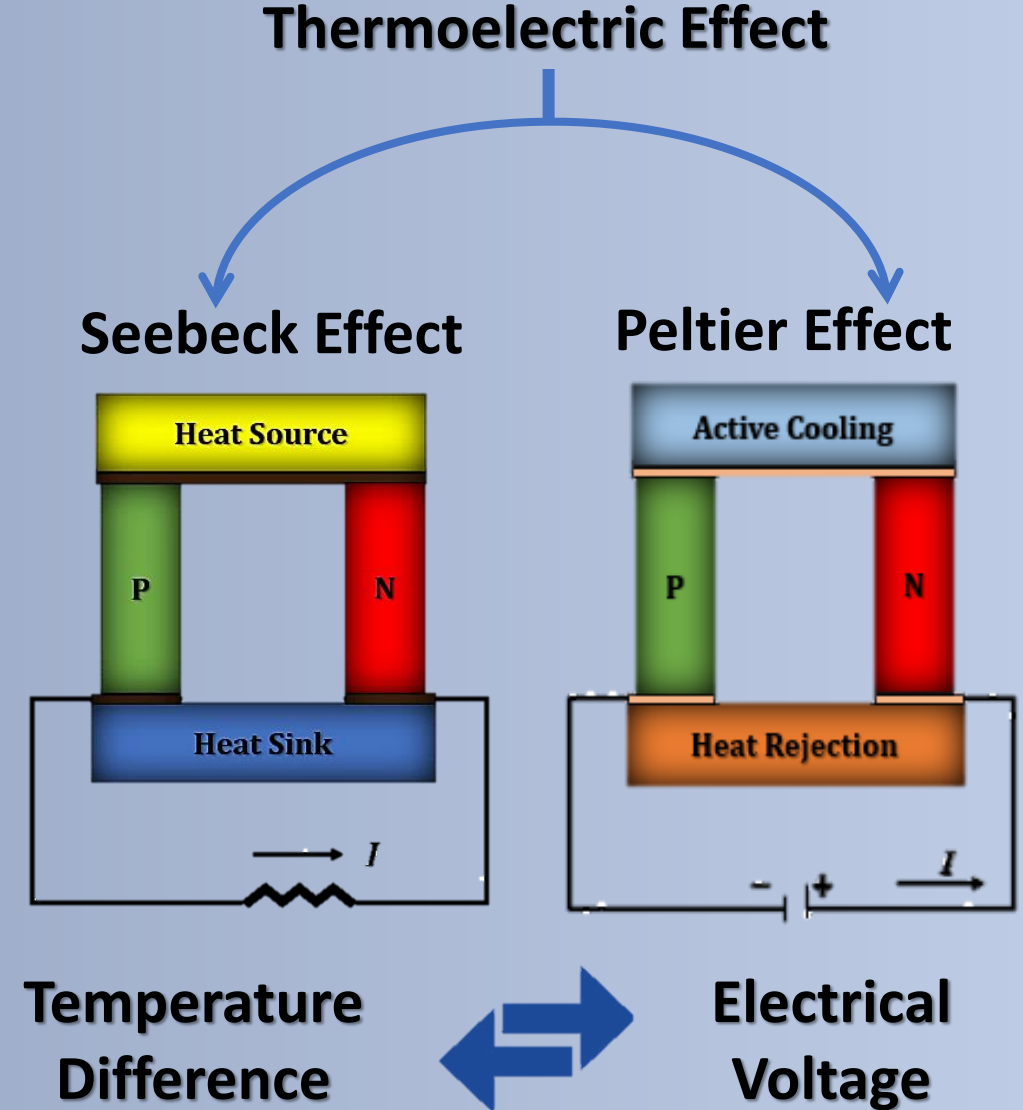 Thermoelectric Effect
Seebeck Effect
Peltier Effect
Heat Source
Active Cooling
P
N
P
N
Heat Sink
Heat Rejection
I
- +
I
Temperature
Difference
Electrical
Voltage